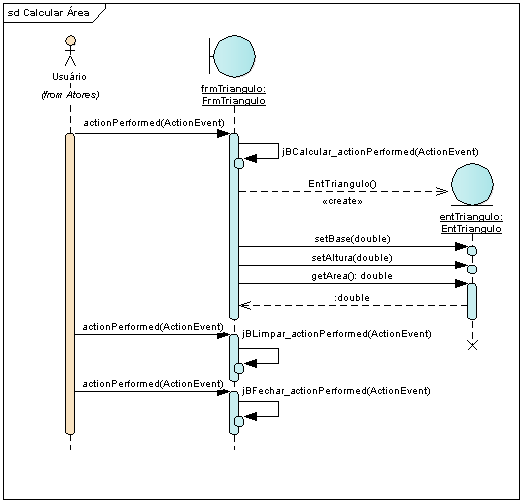 sd Calcular Área
Usuário
(from Atores)
frmTriangulo:
FrmTriangulo
actionPerformed(ActionEvent)
jBCalcular_actionPerformed(ActionEvent)
EntTriangulo()
«create»
entTriangulo:
EntTriangulo
setBase(double)
setAltura(double)
getArea(): double
:double
actionPerformed(ActionEvent)
jBLimpar_actionPerformed(ActionEvent)
actionPerformed(ActionEvent)
jBFechar_actionPerformed(ActionEvent)